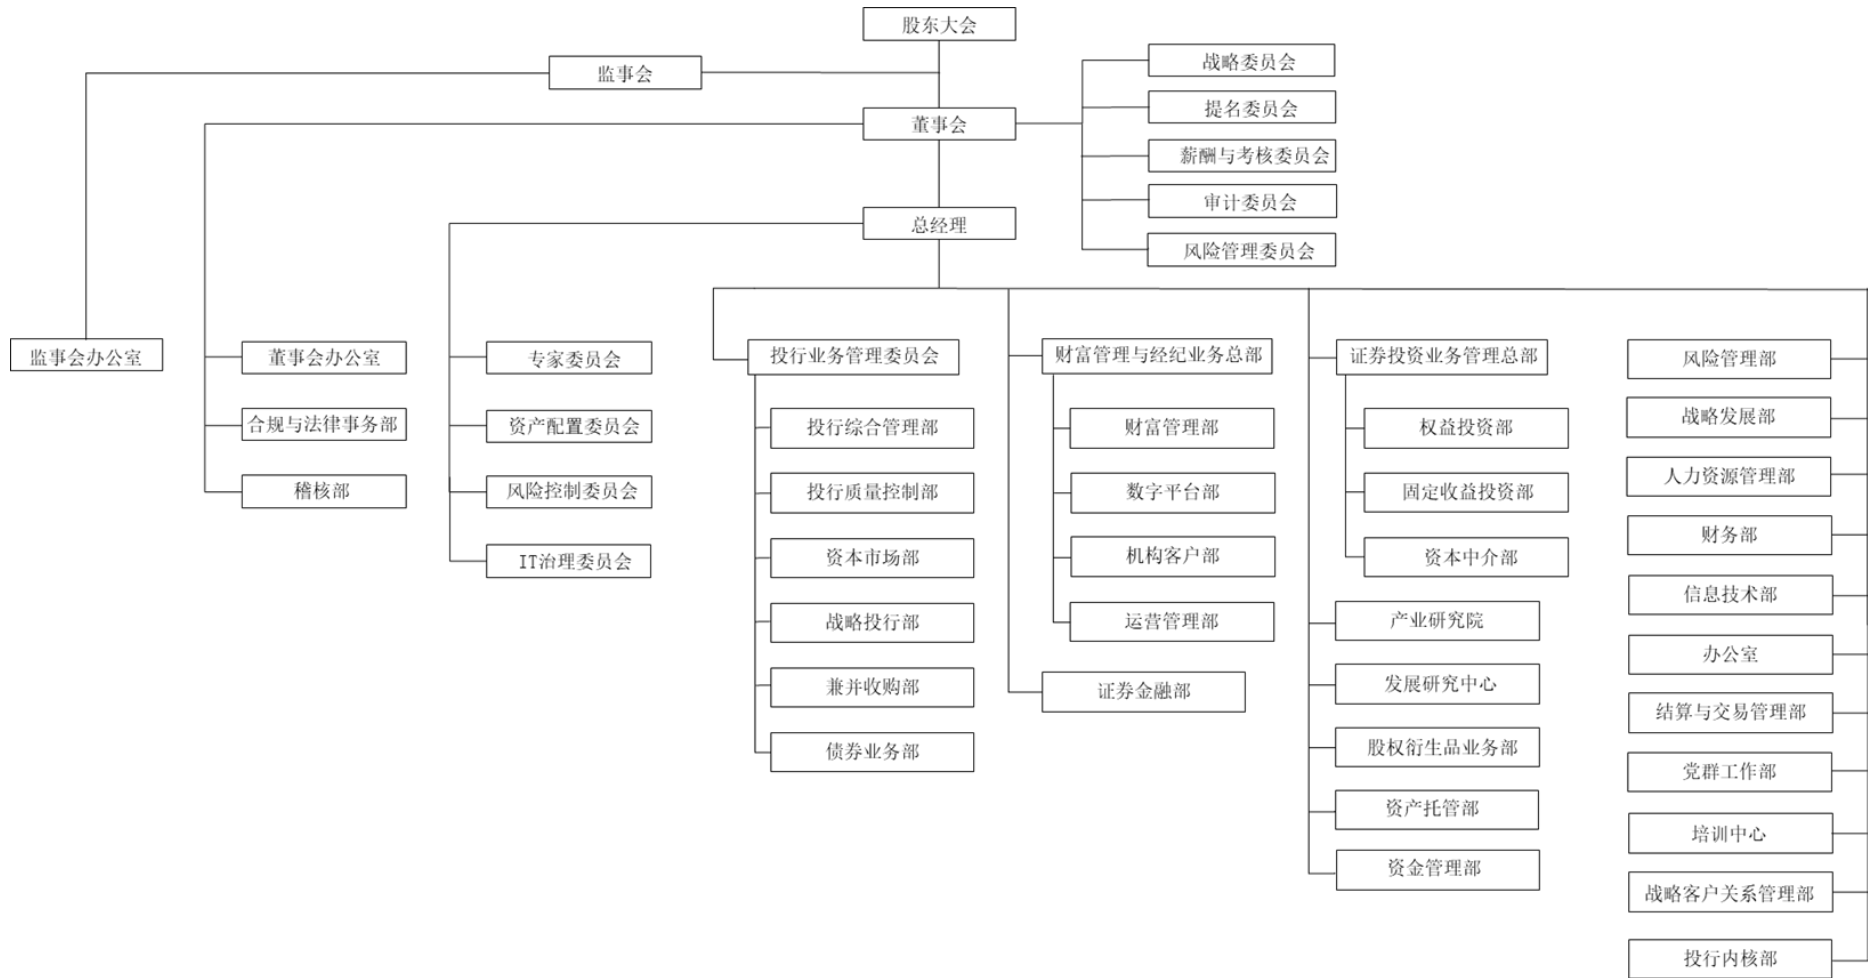 股东大会
监事会
战略委员会
提名委员会
董事会
薪酬与考核委员会
审计委员会
总经理
风险管理委员会
监事会办公室
董事会办公室
合规与法律事务部
稽核部
专家委员会
资产配置委员会
风险控制委员会
IT治理委员会
投行业务管理委员会
投行综合管理部
投行质量控制部
资本市场部
战略投行部
兼并收购部
债券业务部
财富管理与经纪业务总部
财富管理部
数字平台部
机构客户部
运营管理部
证券金融部
证券投资业务管理总部
权益投资部
固定收益投资部
资本中介部
产业研究院
发展研究中心
股权衍生品业务部
资产托管部
资金管理部
风险管理部
战略发展部
人力资源管理部
财务部
信息技术部
办公室
结算与交易管理部
党群工作部
培训中心
战略客户关系管理部
投行内核部